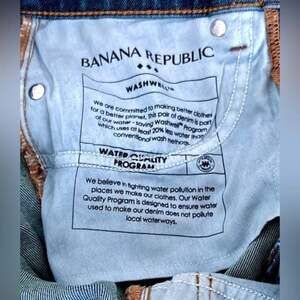 BANANA REPUBLIC
WASHWELL™
We are committed to making better clothes
for a better planet. This pair of denim is part
of our water - saving Washwell™ Program
which uses at least 20% less water than
conventional wash methods.
WATER QUALITY
PROGRAM
We believe in fighting water pollution in the
places we make our clothes. Our Water
Quality Program is designed to ensure water
used to make our denim does not pollute
local waterways.